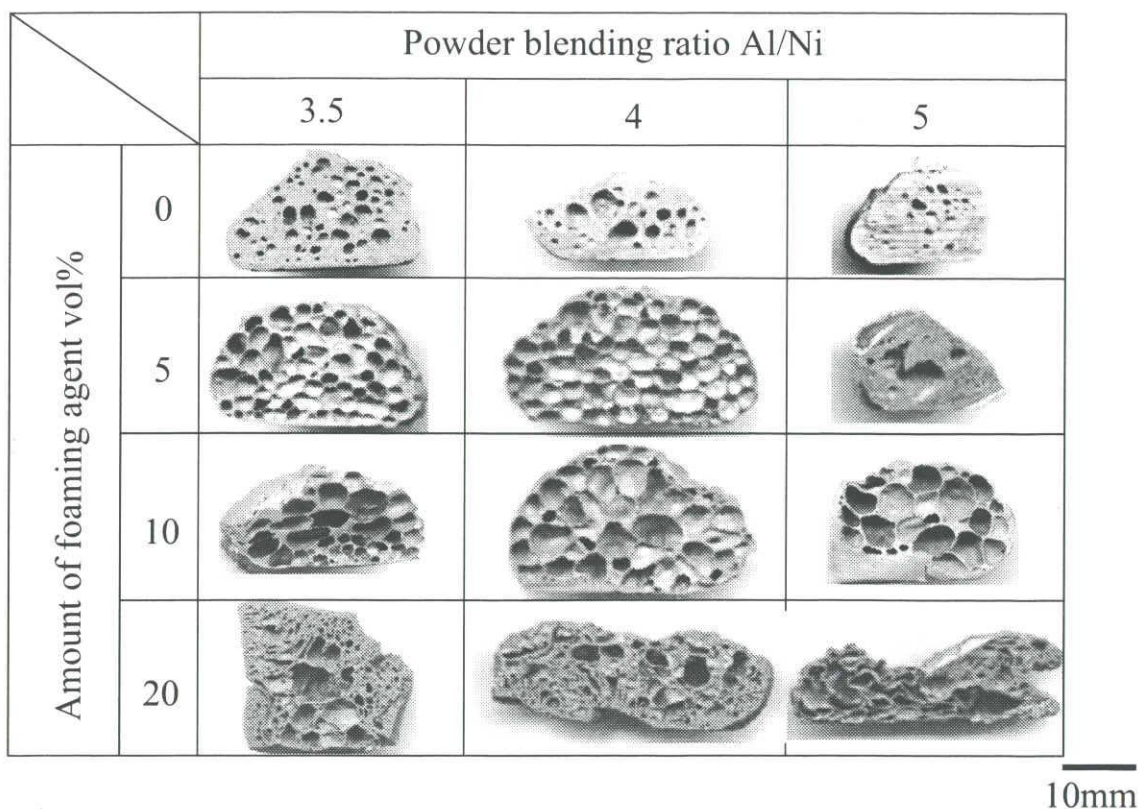 Powder blending ratio Al/Ni
3.5 4 5
Amount of foaming agent vol%
0
5
10
20
10mm